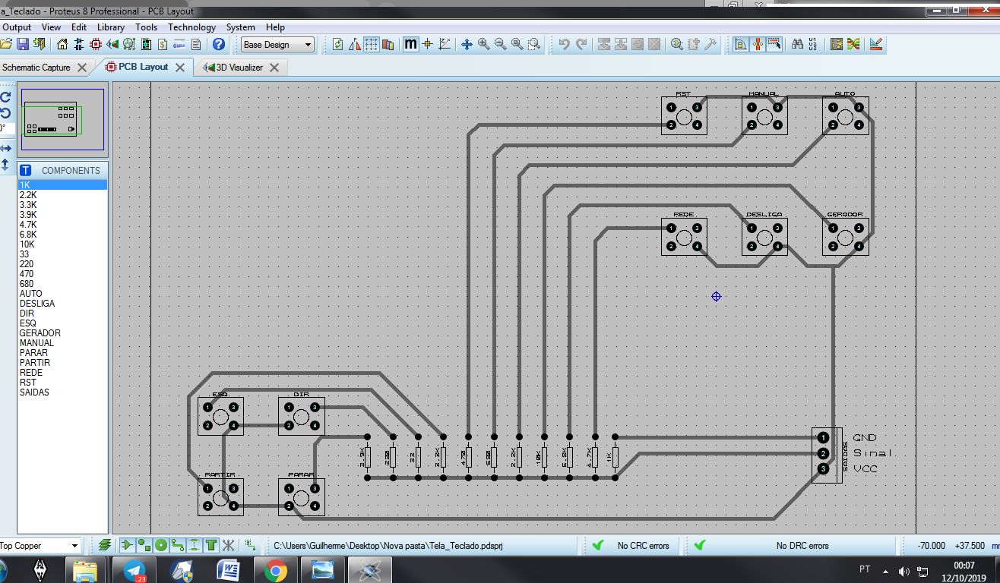 a_Teclado - Proteus 8 Professional - PCB Layout
Output View Edit Library Tools Technology System Help
Base Design
Schematic Capture PCB Layout 3D Visualizer
COMPONENTS
1K
2.2K
3.3K
3.9K
4.7K
6.8K
10K
33
220
470
680
AUTO
DESLIGA
DIR
ESQ
GERADOR
MANUAL
PARAR
PARTIR
REDE
RST
SAIDAS
RST MANUAL AUTO
1 3 1 3 1 3
2 4 2 4 2 4
REDE DESLIGA GERADOR
1 3 1 3 1 3
2 4 2 4 2 4
ESQ DIR
1 3 1 3
2 4 2 4
PARTIR PARAR
1 3 1 3
2 4 2 4
3.9K 220 33 3.3K 470 680 2.2K 10K 6.8K 4.7K 1K
1 GND
2 Sinal
3 VCC
SAIDAS
Top Copper
C:\Users\Guilherme\Desktop\Nova pasta\Tela_Teclado.pdsprj
No CRC errors
No DRC errors
-70.000 +37.500 mm
23
PT
00:07
12/10/2019